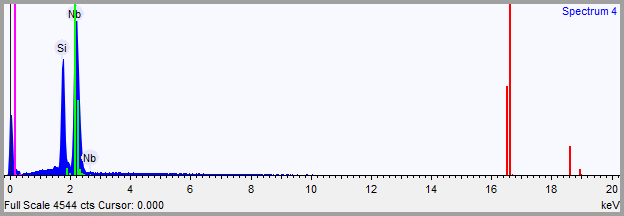 Spectrum 4
Nb
Si
Nb
0 2 4 6 8 10 12 14 16 18 20
Full Scale 4544 cts Cursor: 0.000 keV